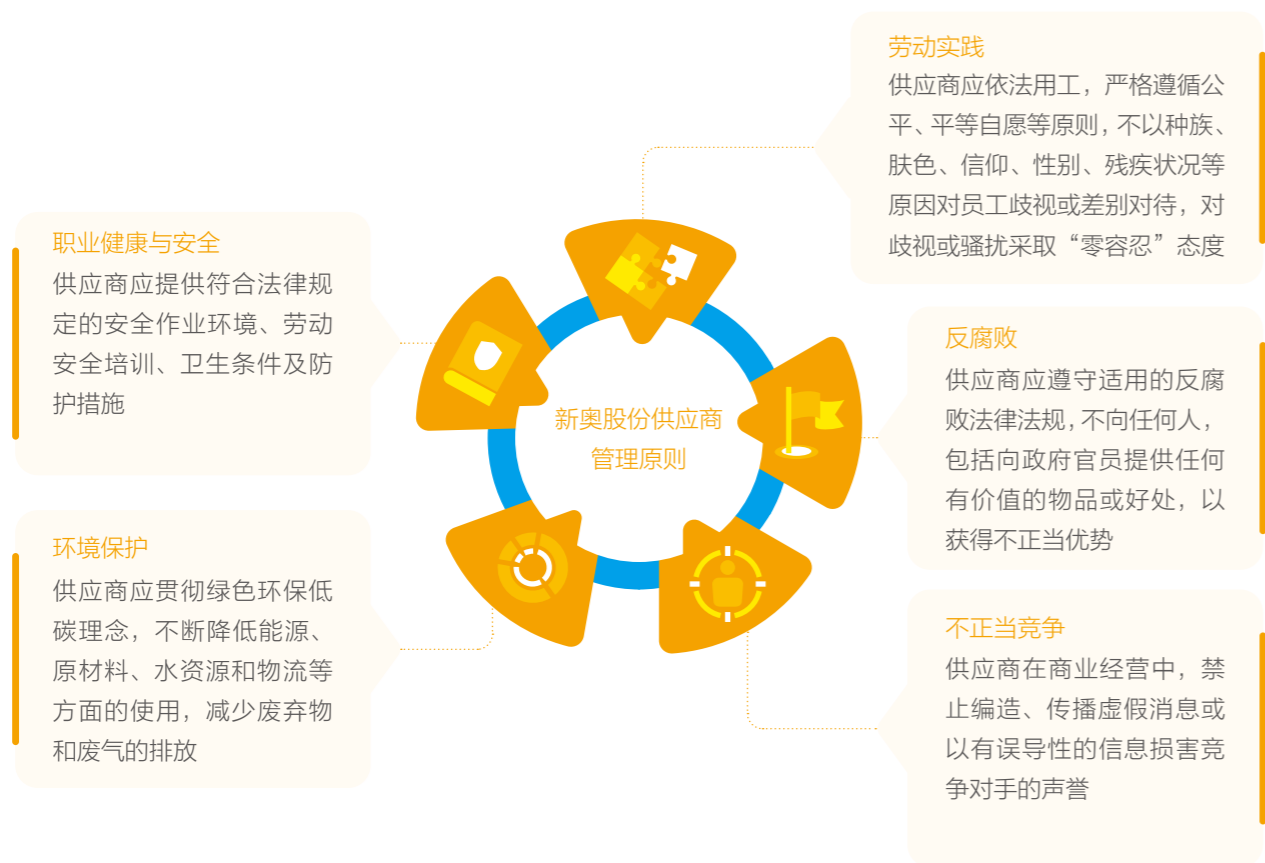 劳动实践
供应商应依法用工，严格遵循公
平、平等自愿等原则，不以种族、
肤色、信仰、性别、残疾状况等
原因对员工歧视或差别对待，对
歧视或骚扰采取“零容忍”态度
职业健康与安全
供应商应提供符合法律规
定的安全作业环境、劳动
安全培训、卫生条件及防
护措施
反腐败
供应商应遵守适用的反腐
败法律法规，不向任何人，
包括向政府官员提供任何
有价值的物品或好处，以
获得不正当优势
新奥股份供应商
管理原则
环境保护
供应商应贯彻绿色环保低
碳理念，不断降低能源、
原材料、水资源和物流等
方面的使用，减少废弃物
和废气的排放
不正当竞争
供应商在商业经营中，禁
止编造、传播虚假消息或
以有误导性的信息损害竞
争对手的声誉